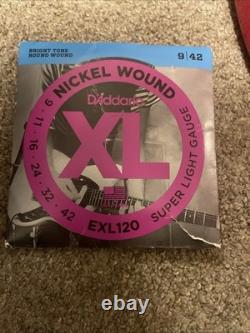 BRIGHT TONE
ROUND WOUND
9/42
NICKEL WOUND
D'Addario
XL
9 · 11 · 16 · 24 · 32 · 42
EXL120
SUPER LIGHT GAUGE